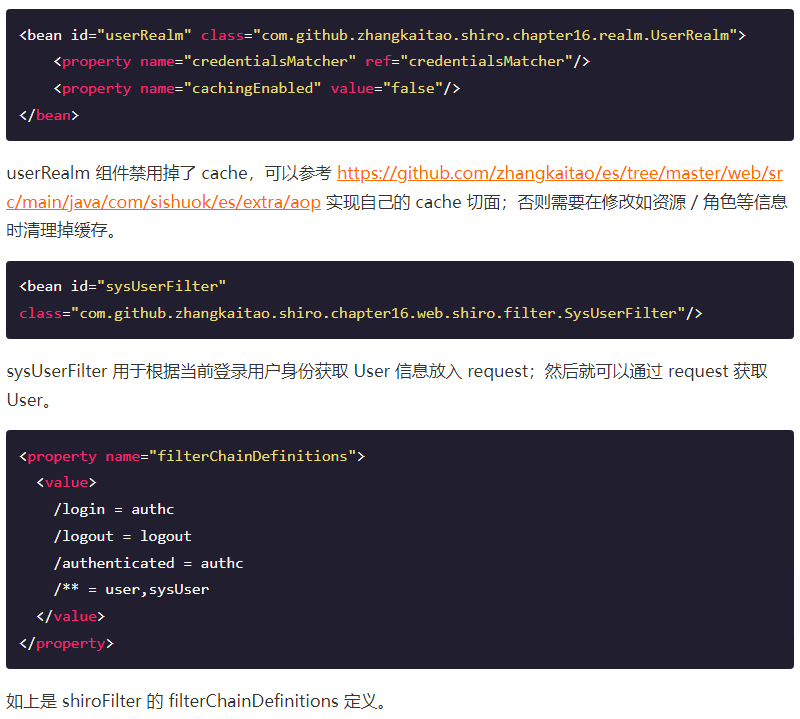 <bean id="userRealm" class="com.github.zhangkaitao.shiro.chapter16.realm.UserRealm">
    <property name="credentialsMatcher" ref="credentialsMatcher"/>
    <property name="cachingEnabled" value="false"/>
</bean>
userRealm 组件禁用掉了 cache，可以参考 https://github.com/zhangkaitao/es/tree/master/web/sr
c/main/java/com/sishuok/es/extra/aop 实现自己的 cache 切面；否则需要在修改如资源 / 角色等信息
时清理掉缓存。
<bean id="sysUserFilter"
class="com.github.zhangkaitao.shiro.chapter16.web.shiro.filter.SysUserFilter"/>
sysUserFilter 用于根据当前登录用户身份获取 User 信息放入 request；然后就可以通过 request 获取
User。
<property name="filterChainDefinitions">
  <value>
    /login = authc
    /logout = logout
    /authenticated = authc
    /** = user,sysUser
  </value>
</property>
如上是 shiroFilter 的 filterChainDefinitions 定义。